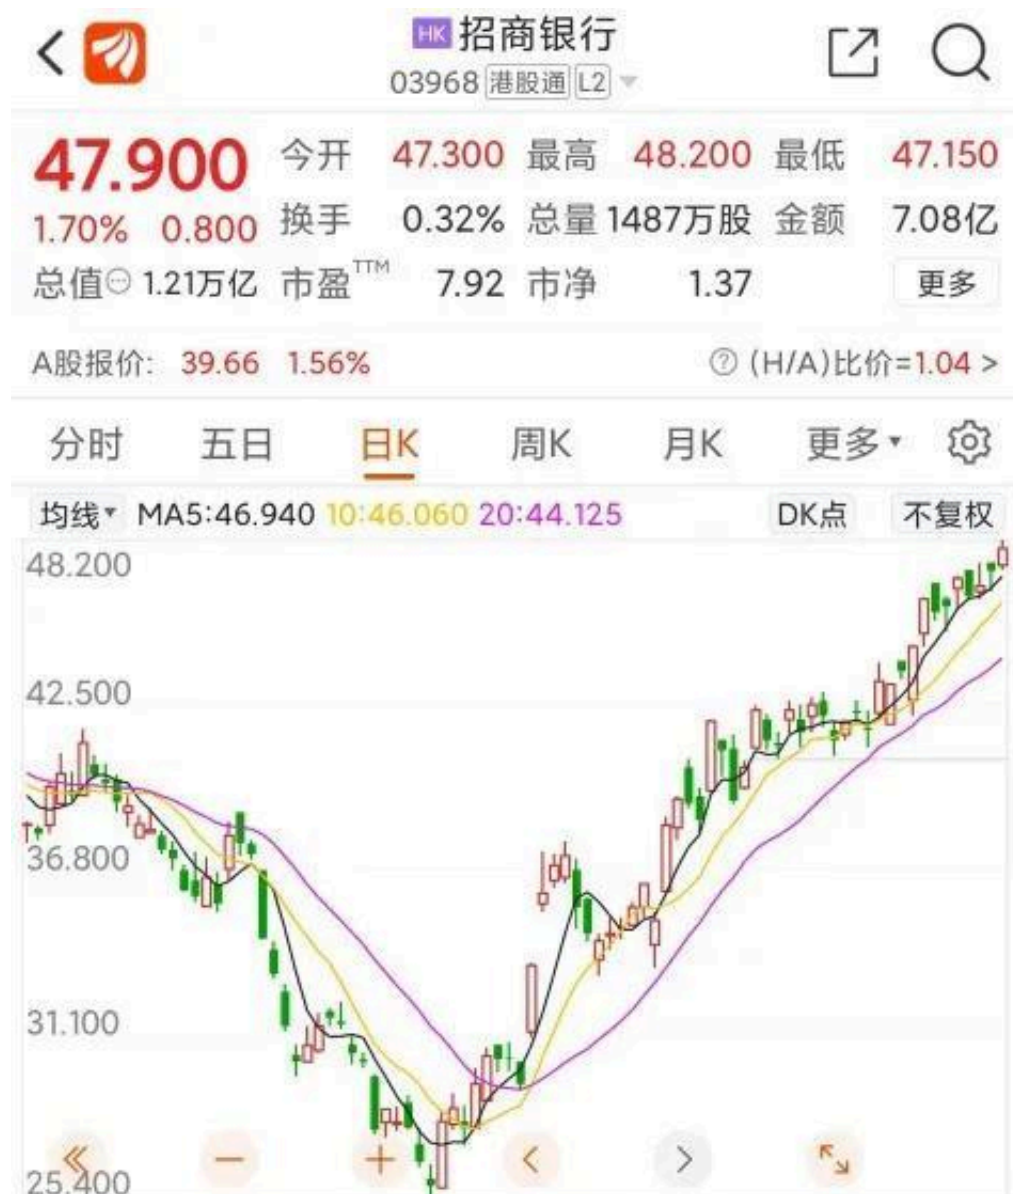 HK 招商银行
03968 港股通 L2
47.900 今开 47.300 最高 48.200 最低 47.150
1.70% 0.800 换手 0.32% 总量 1487万股 金额 7.08亿
总值 1.21万亿 市盈TTM 7.92 市净 1.37 更多
A股报价: 39.66 1.56% ? (H/A)比价=1.04 >
分时 五日 日K 周K 月K 更多
均线 MA5:46.940 10:46.060 20:44.125 DK点 不复权
48.200
42.500
36.800
31.100
25.400